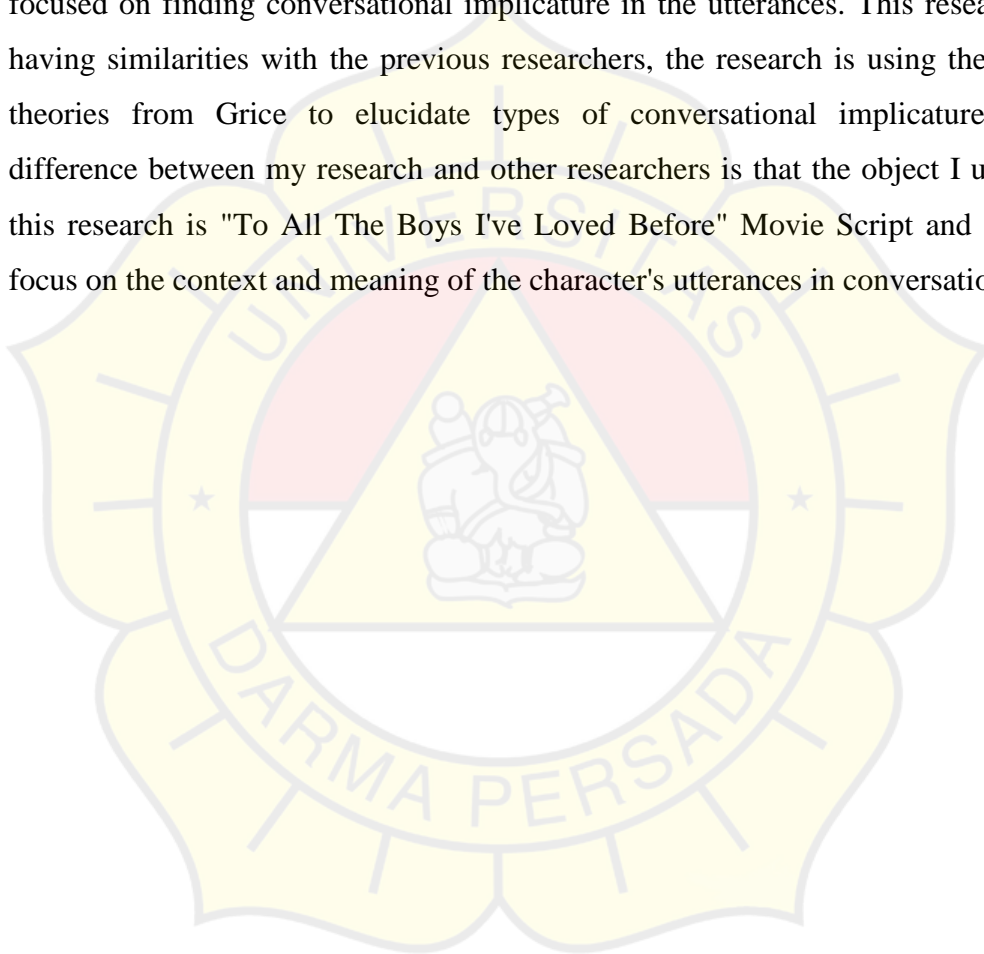 focused on finding conversational implicature in the utterances. This resea
having similarities with the previous researchers, the research is using the
theories from Grice to elucidate types of conversational implicature
difference between my research and other researchers is that the object I u
this research is "To All The Boys I've Loved Before" Movie Script and
focus on the context and meaning of the character's utterances in conversatio
UNIVERSITAS
DARMA PERSADA